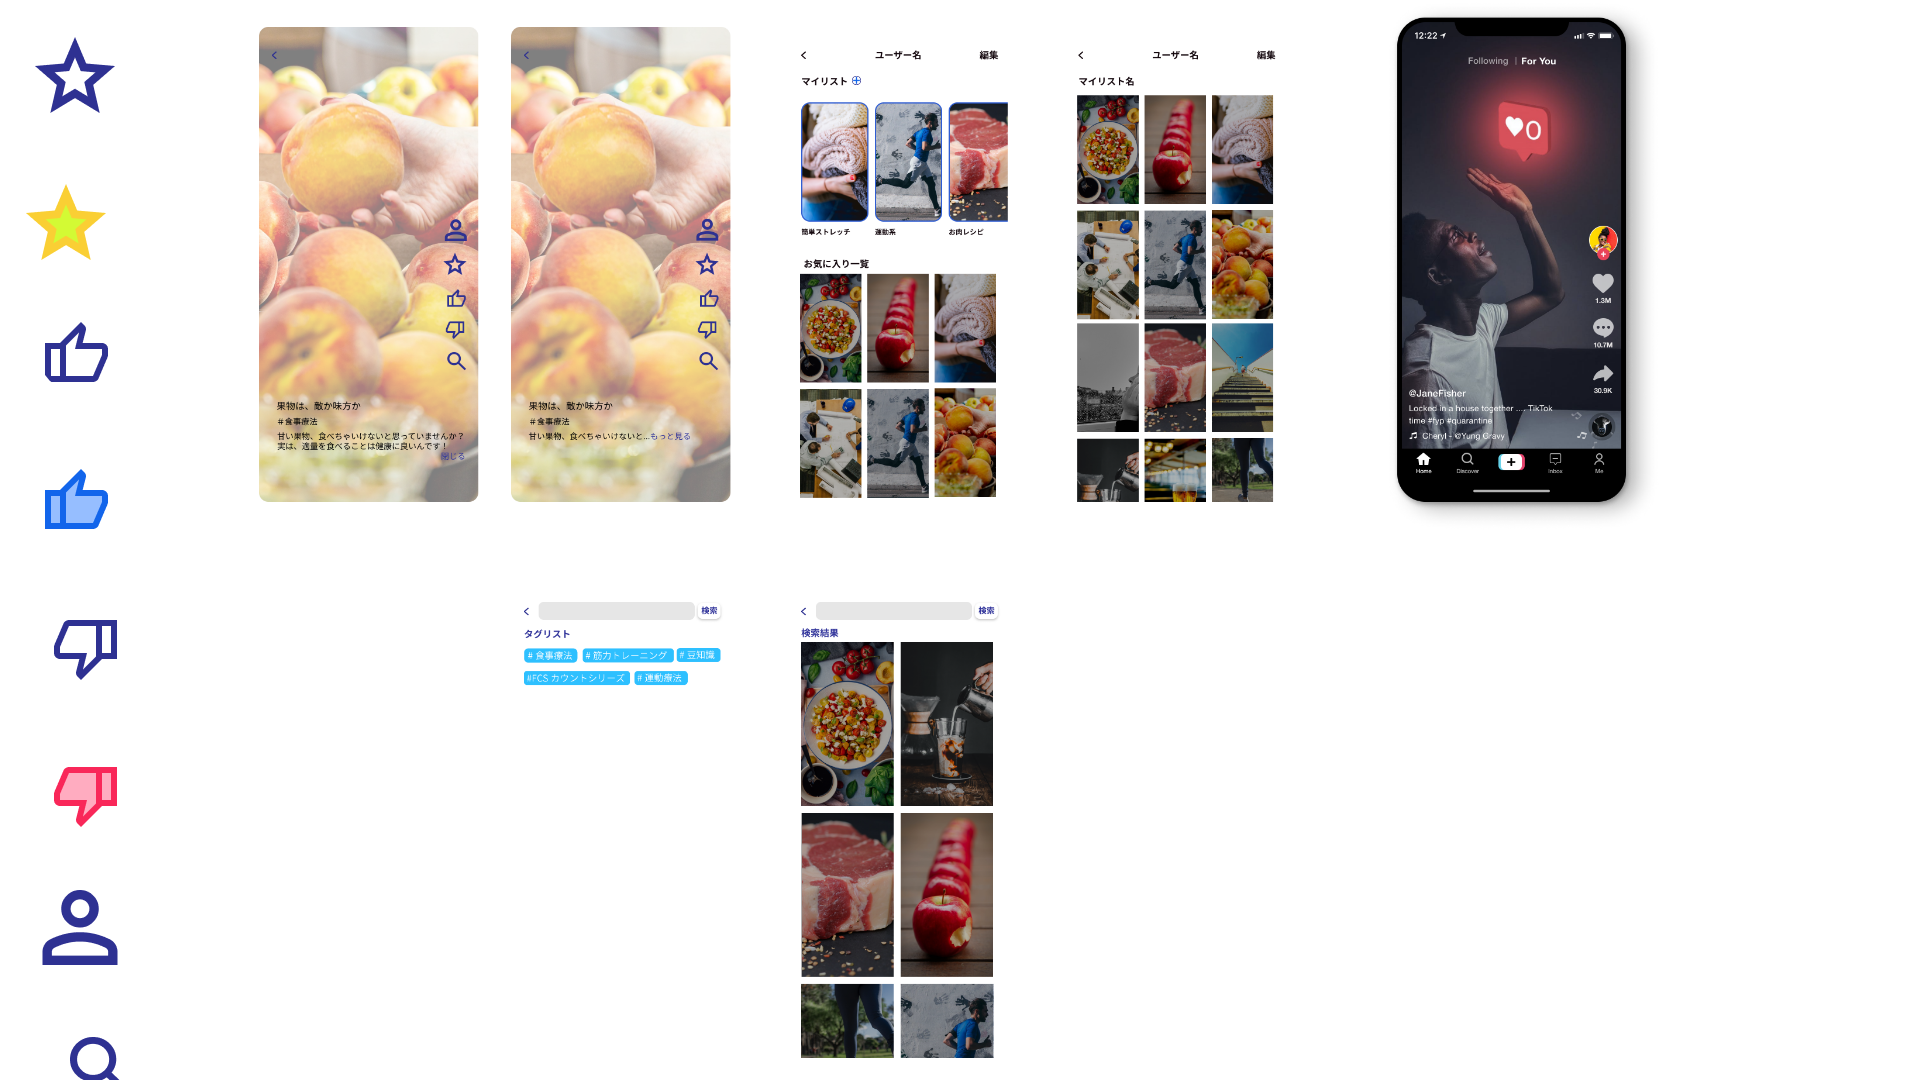 果物は、敵か味方か
＃食事療法
甘い果物、食べちゃいけないと思っていませんか？
実は、適量を食べることは健康に良いんです！
閉じる
果物は、敵か味方か
＃食事療法
甘い果物、食べちゃいけないと...もっと見る
ユーザー名
編集
マイリスト
簡単ストレッチ
運動系
お肉レシピ
お気に入り一覧
ユーザー名
編集
マイリスト名
12:22
Following | For You
0
1.3M
10.7M
30.9K
@JaneFisher
Locked in a house together .... TikTok
time #fyp #quarantine
Cheryl - @Yung Gravy
Home
Discover
Inbox
Me
検索
タグリスト
# 食事療法
# 筋力トレーニング
# 豆知識
#FCS カウントシリーズ
# 運動療法
検索
検索結果